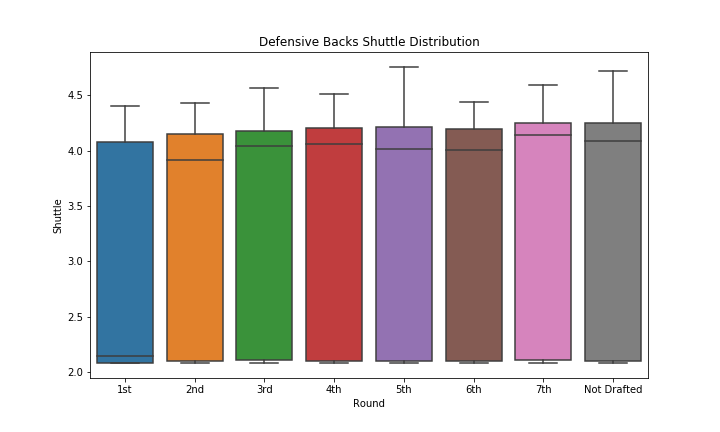 Defensive Backs Shuttle Distribution
4.5
4.0
3.5
3.0
2.5
2.0
Shuttle
1st 2nd 3rd 4th 5th 6th 7th Not Drafted
Round